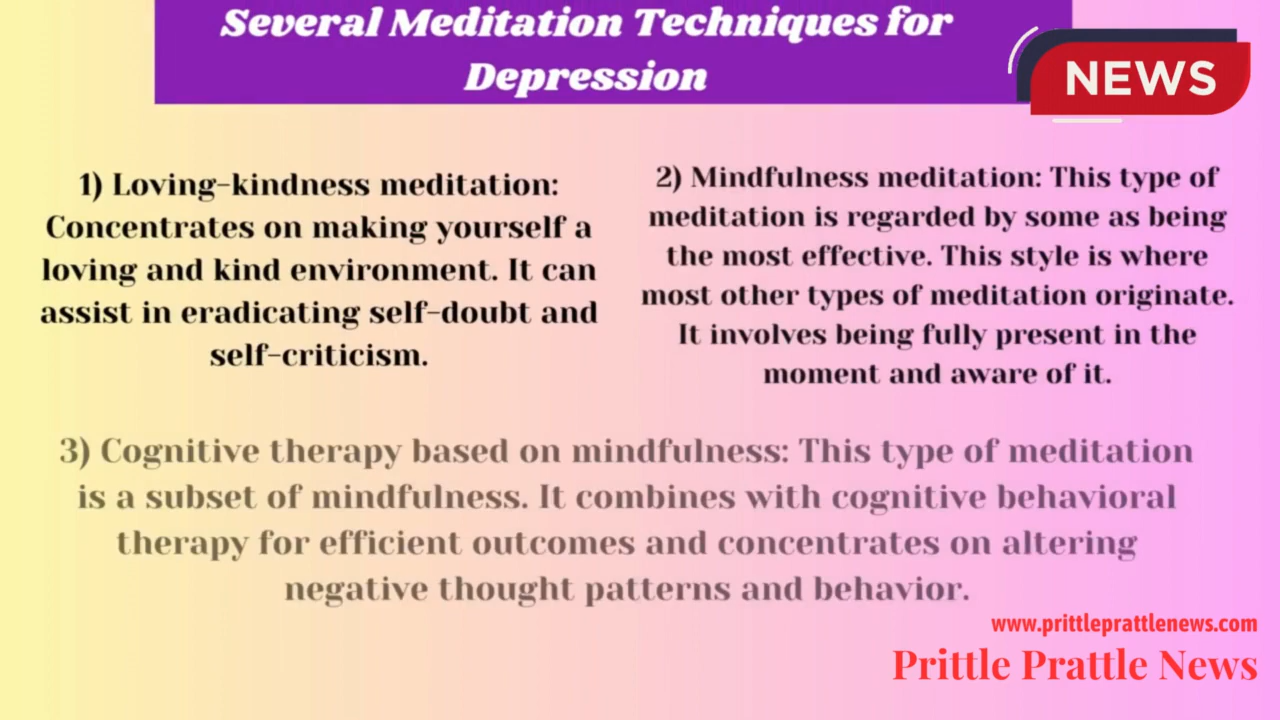 Several Meditation Techniques for
Depression
NEWS
1) Loving-kindness meditation:
Concentrates on making yourself a
loving and kind environment. It can
assist in eradicating self-doubt and
self-criticism.
2) Mindfulness meditation: This type of
meditation is regarded by some as being
the most effective. This style is where
most other types of meditation originate.
It involves being fully present in the
moment and aware of it.
3) Cognitive therapy based on mindfulness: This type of meditation
is a subset of mindfulness. It combines with cognitive behavioral
therapy for efficient outcomes and concentrates on altering
negative thought patterns and behavior.
www.prittleprattlenews.com
Prittle Prattle News